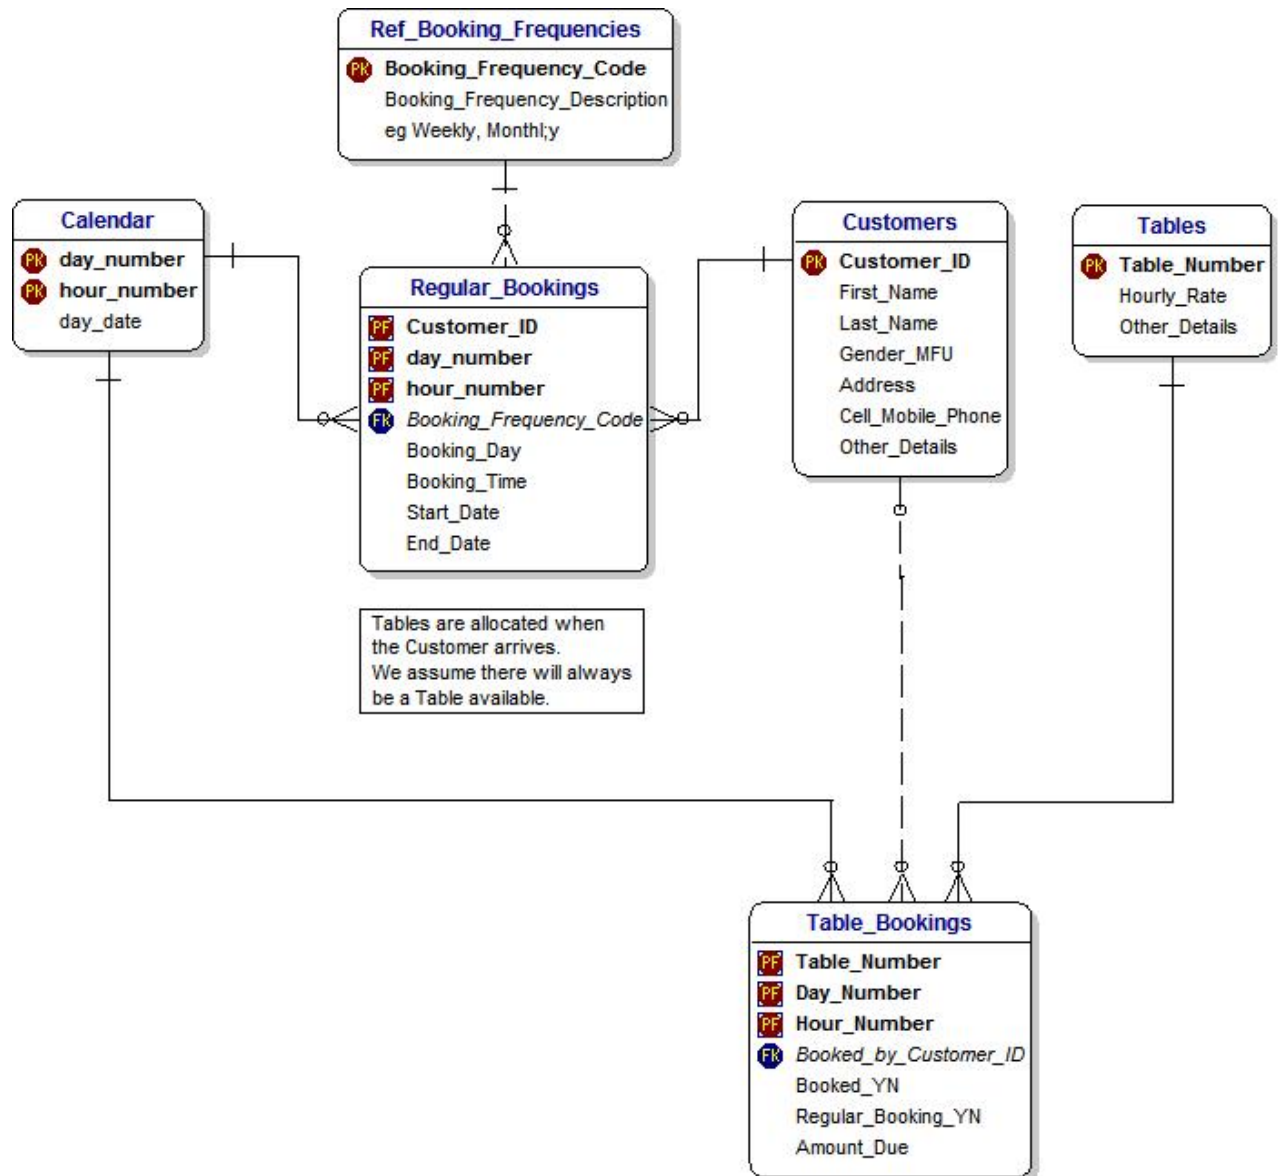 Ref_Booking_Frequencies
PK Booking_Frequency_Code
Booking_Frequency_Description
eg Weekly, Monthl;y
Calendar
PK day_number
PK hour_number
day_date
Regular_Bookings
PF Customer_ID
PF day_number
PF hour_number
FK Booking_Frequency_Code
Booking_Day
Booking_Time
Start_Date
End_Date
Customers
PK Customer_ID
First_Name
Last_Name
Gender_MFU
Address
Cell_Mobile_Phone
Other_Details
Tables
PK Table_Number
Hourly_Rate
Other_Details
Tables are allocated when
the Customer arrives.
We assume there will always
be a Table available.
Table_Bookings
PF Table_Number
PF Day_Number
PF Hour_Number
FK Booked_by_Customer_ID
Booked_YN
Regular_Booking_YN
Amount_Due